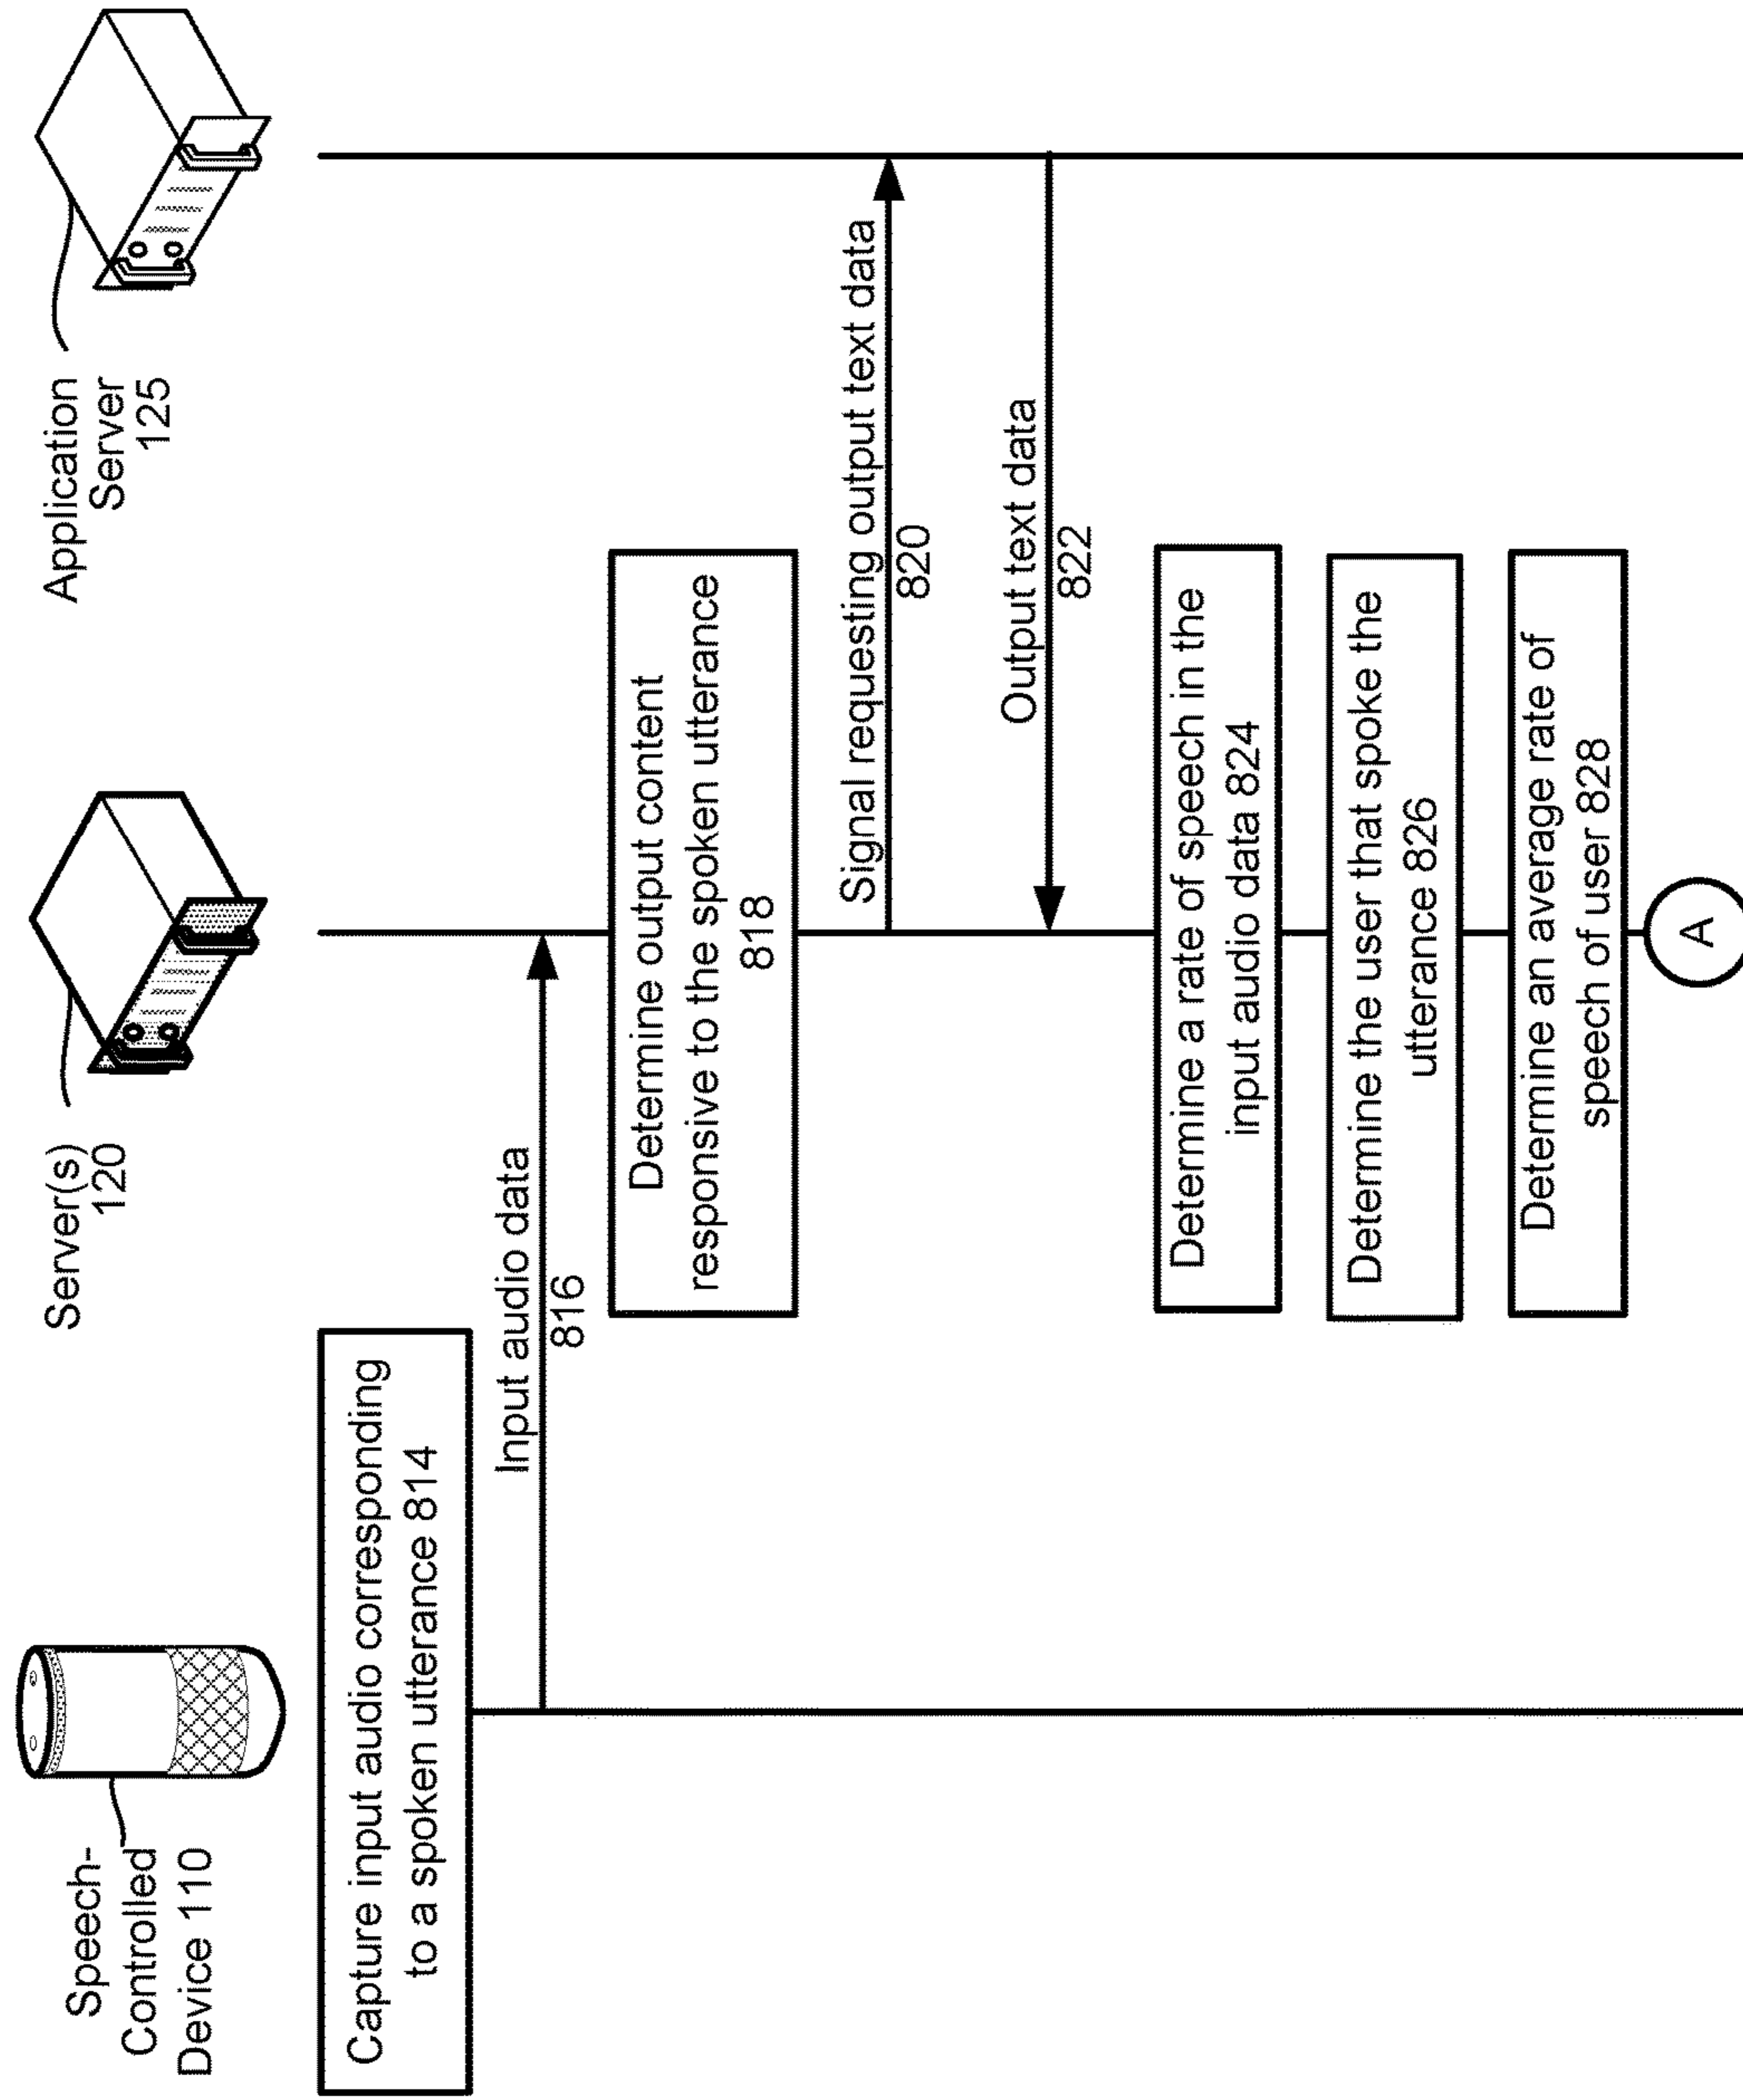 Speech-
Controlled
Device 110
Server(s)
120
Application
Server
125
Capture input audio corresponding
to a spoken utterance 814
Input audio data
816
Determine output content
responsive to the spoken utterance
818
Signal requesting output text data
820
Output text data
822
Determine a rate of speech in the
input audio data 824
Determine the user that spoke the
utterance 826
Determine an average rate of
speech of user 828
A